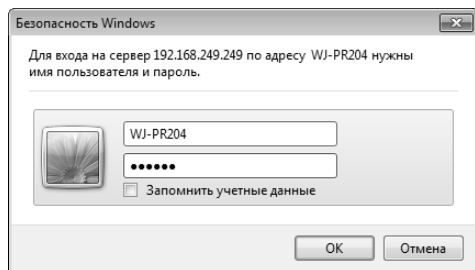 Безопасность Windows
Для входа на сервер 192.168.249.249 по адресу WJ-PR204 нужны
имя пользователя и пароль.
WJ-PR204
••••••
Запомнить учетные данные
OK
Отмена